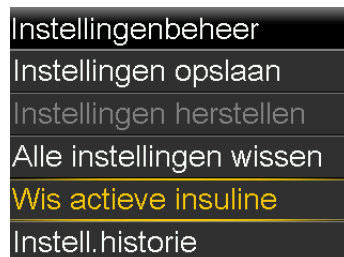 Instellingenbeheer
Instellingen opslaan
Instellingen herstellen
Alle instellingen wissen
Wis actieve insuline
Instell.historie